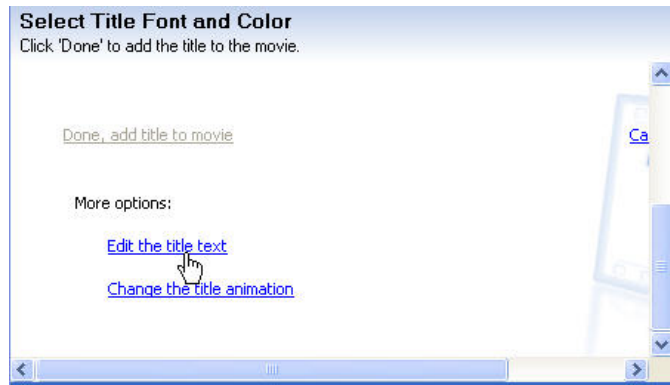 Select Title Font and Color
Click 'Done' to add the title to the movie.
Done, add title to movie
Ca
More options:
Edit the title text
Change the title animation